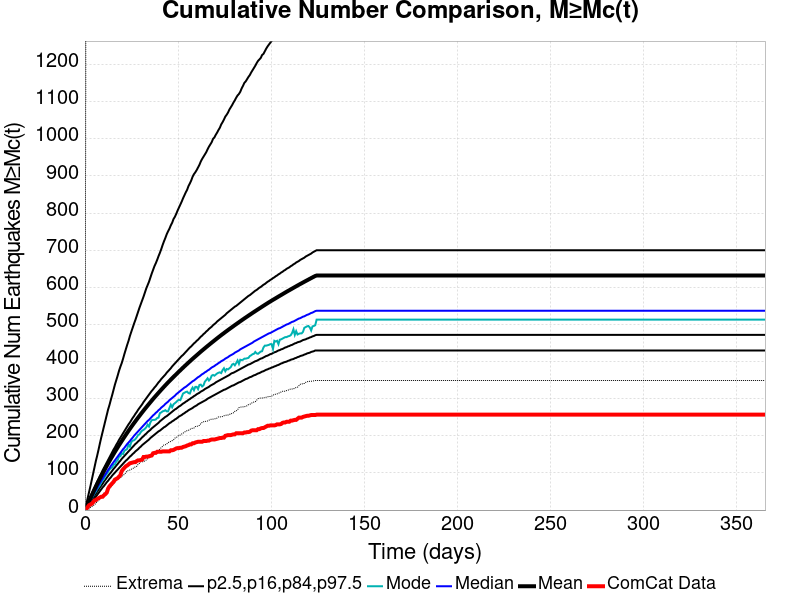 Cumulative Number Comparison, M≥Mc(t)
Cumulative Num Earthquakes M≥Mc(t)
1200
1100
1000
900
800
700
600
500
400
300
200
100
0
0 50 100 150 200 250 300 350
Time (days)
Extrema p2.5,p16,p84,p97.5 Mode Median Mean ComCat Data